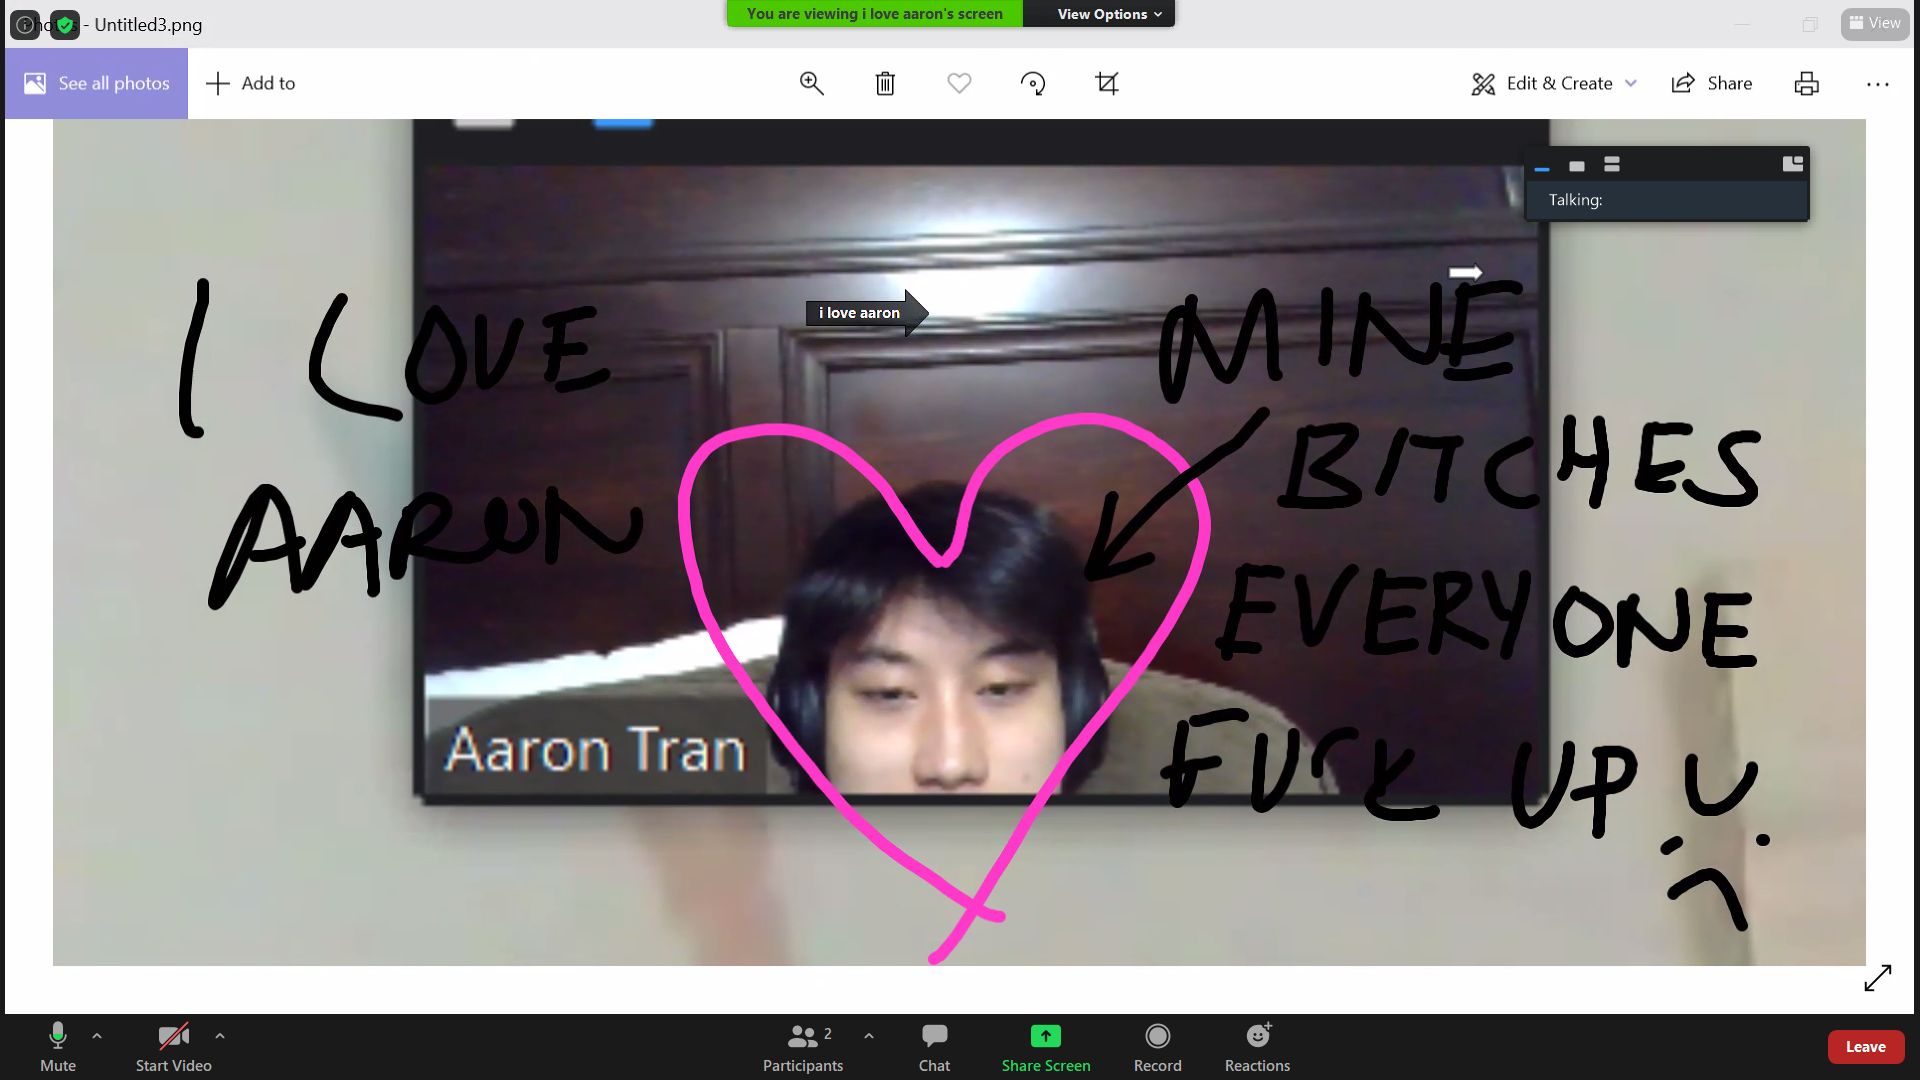 Photos - Untitled3.png
You are viewing i love aaron's screen
View Options
View
See all photos
Add to
Edit & Create
Share
Talking:
i love aaron
I LOVE
AARON
MINE
BITCHES
EVERYONE
FUCK UP
Aaron Tran
Mute
Start Video
Participants
2
Chat
Share Screen
Record
Reactions
Leave